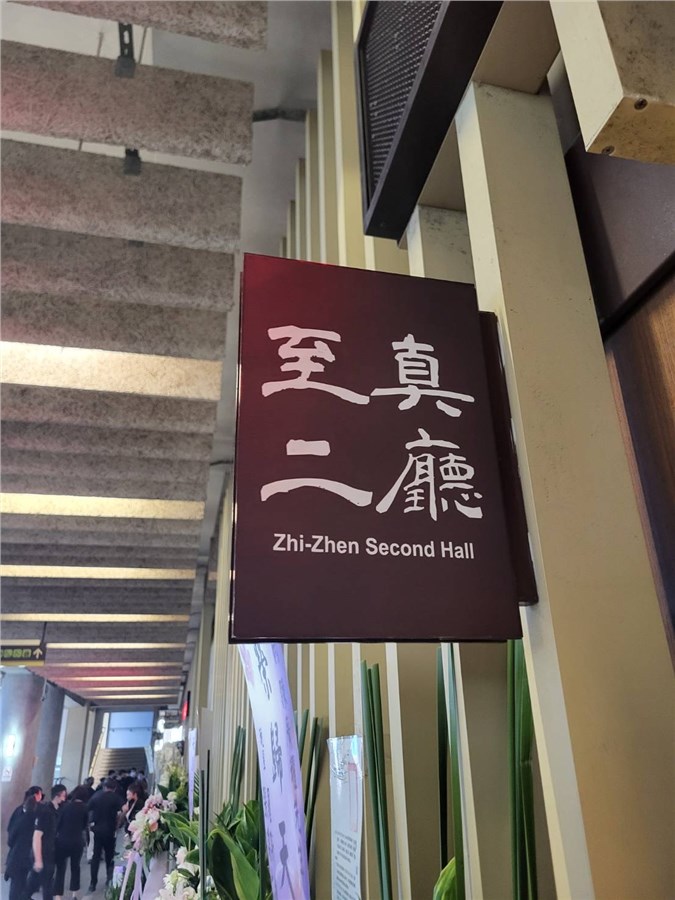 至真
二廳
Zhi-Zhen Second Hall